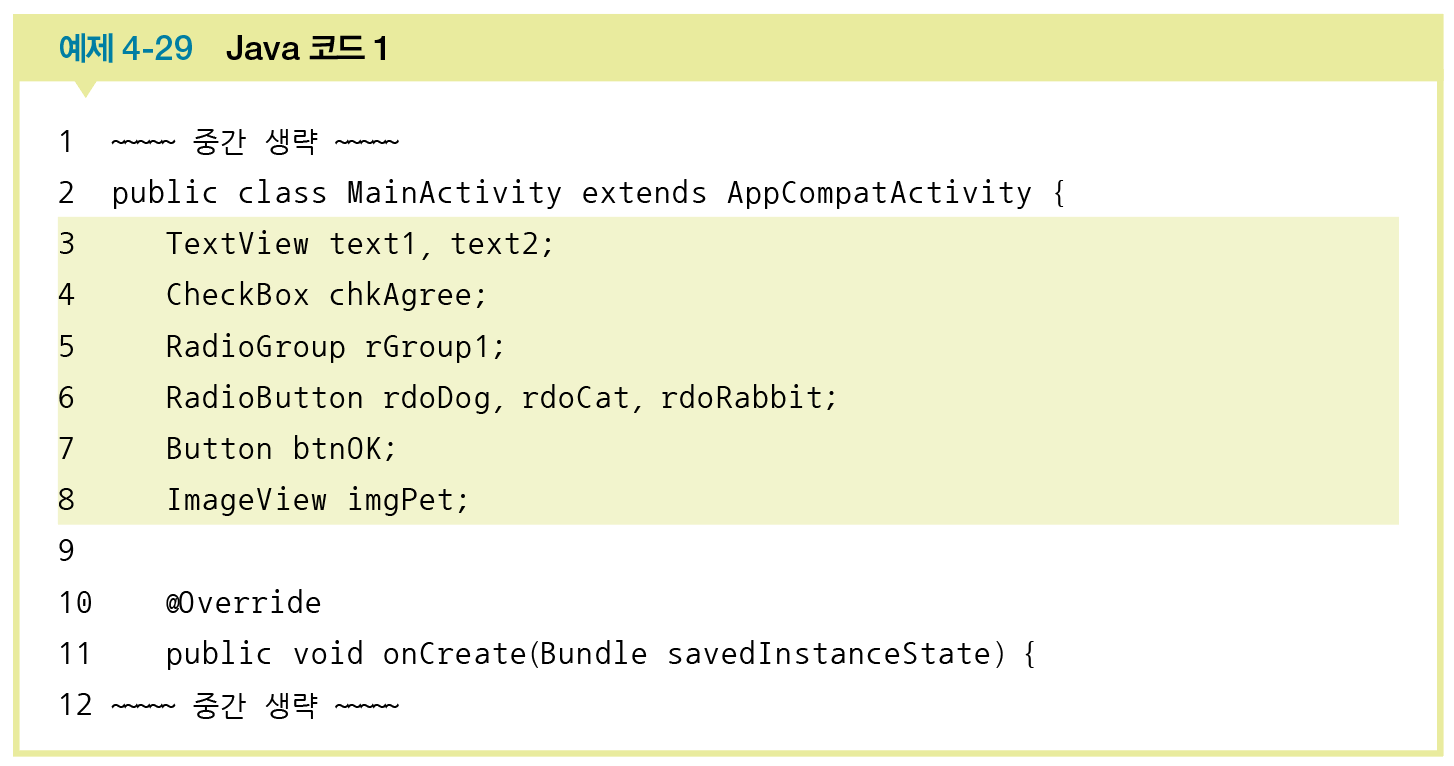 예제 4-29 Java 코드 1
1 ~~~~~ 중간 생략 ~~~~~
2 public class MainActivity extends AppCompatActivity {
3 TextView text1, text2;
4 CheckBox chkAgree;
5 RadioGroup rGroup1;
6 RadioButton rdoDog, rdoCat, rdoRabbit;
7 Button btnOK;
8 ImageView imgPet;
9
10 @Override
11 public void onCreate(Bundle savedInstanceState) {
12 ~~~~~ 중간 생략 ~~~~~